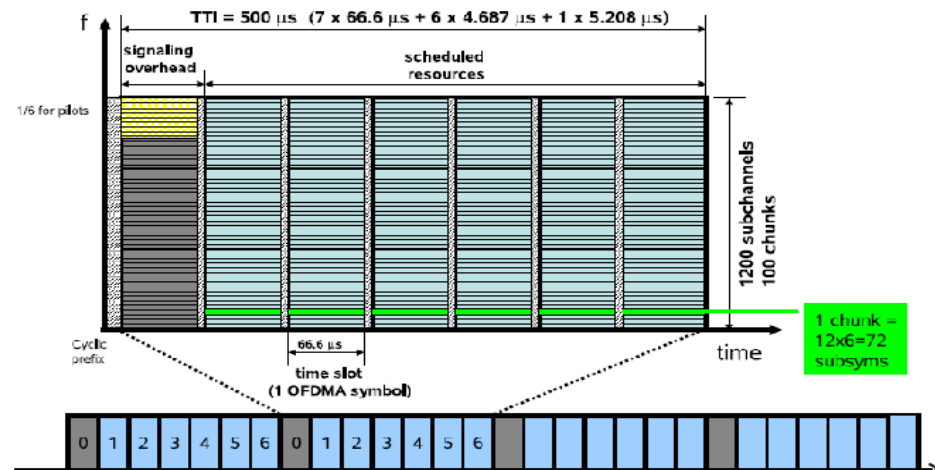 f
TTI = 500 µs (7 x 66.6 µs + 6 x 4.687 µs + 1 x 5.208 µs)
signaling
overhead
scheduled
resources
1/6 for pilots
1200 subchannels
100 chunks
1 chunk =
12x6=72
subsyms
Cyclic
prefix
66.6 µs
time
time slot
(1 OFDMA symbol)
0 1 2 3 4 5 6 0 1 2 3 4 5 6